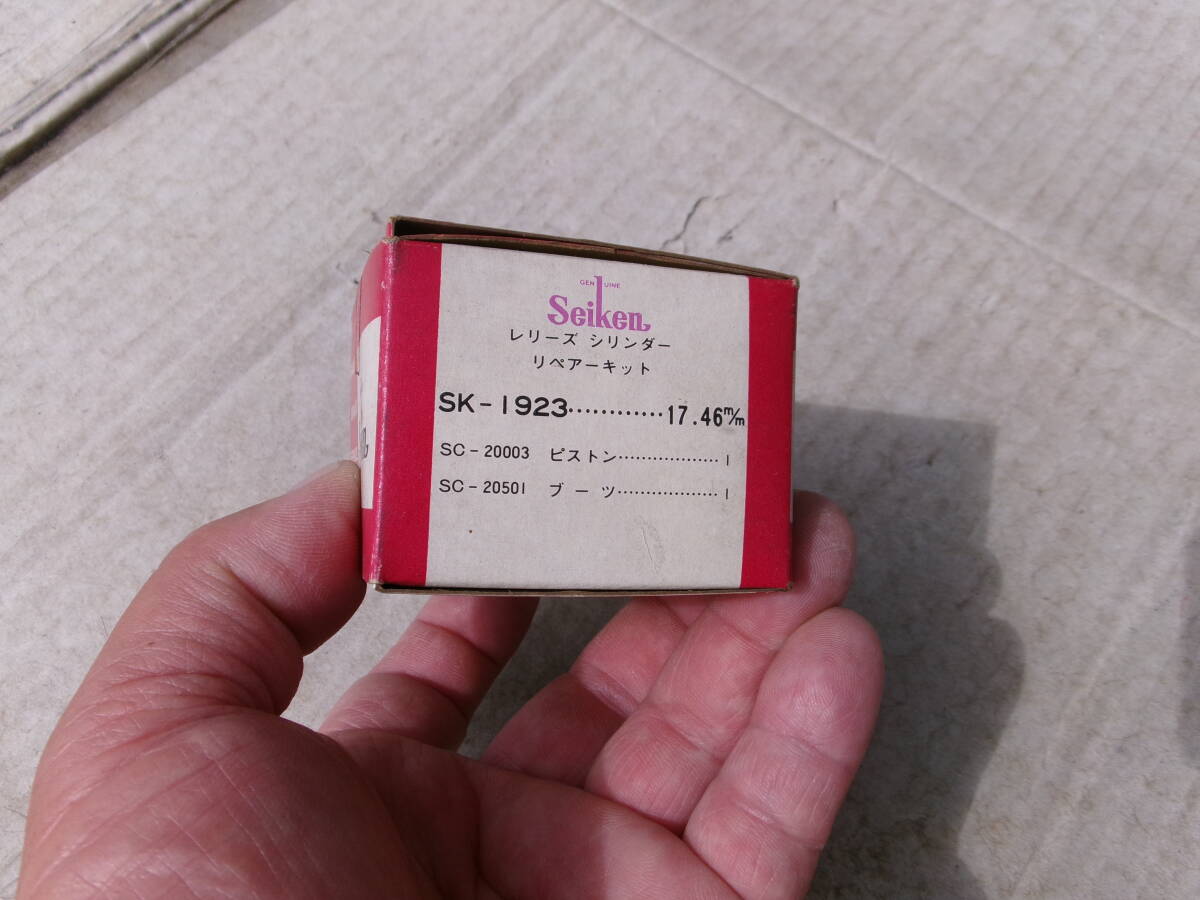 GENUINE
Seiken
レリーズ シリンダー
リペアーキット
SK-1923············17.46m/m
SC-20003 ピストン··················1
SC-20501 ブーツ··················1